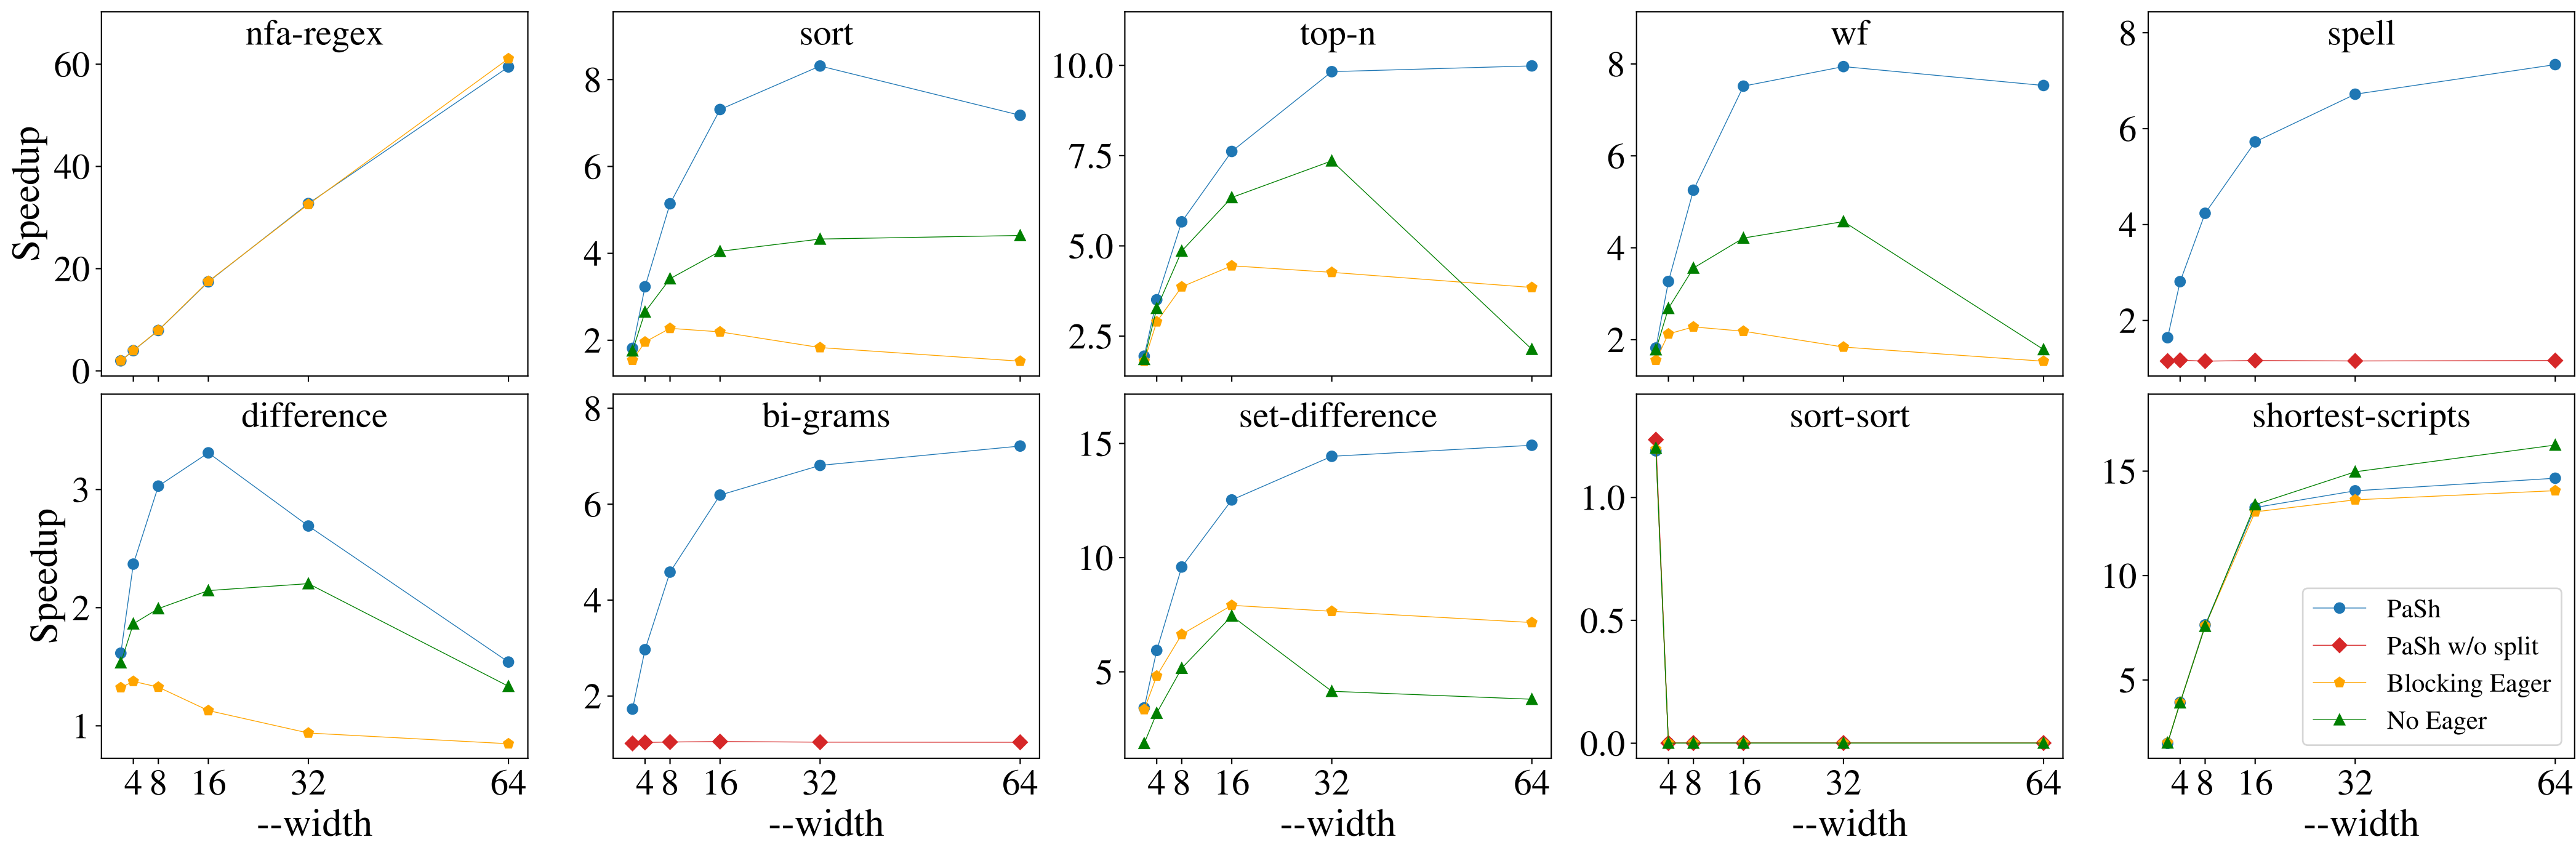 nfa-regex
60
40
20
0
Speedup
sort
8
6
4
2
top-n
10.0
7.5
5.0
2.5
wf
8
6
4
2
spell
8
6
4
2
difference
3
2
1
Speedup
4 8 16 32 64
--width
bi-grams
8
6
4
2
4 8 16 32 64
--width
set-difference
15
10
5
4 8 16 32 64
--width
sort-sort
1.0
0.5
0.0
4 8 16 32 64
--width
shortest-scripts
15
10
5
PaSh
PaSh w/o split
Blocking Eager
No Eager
4 8 16 32 64
--width